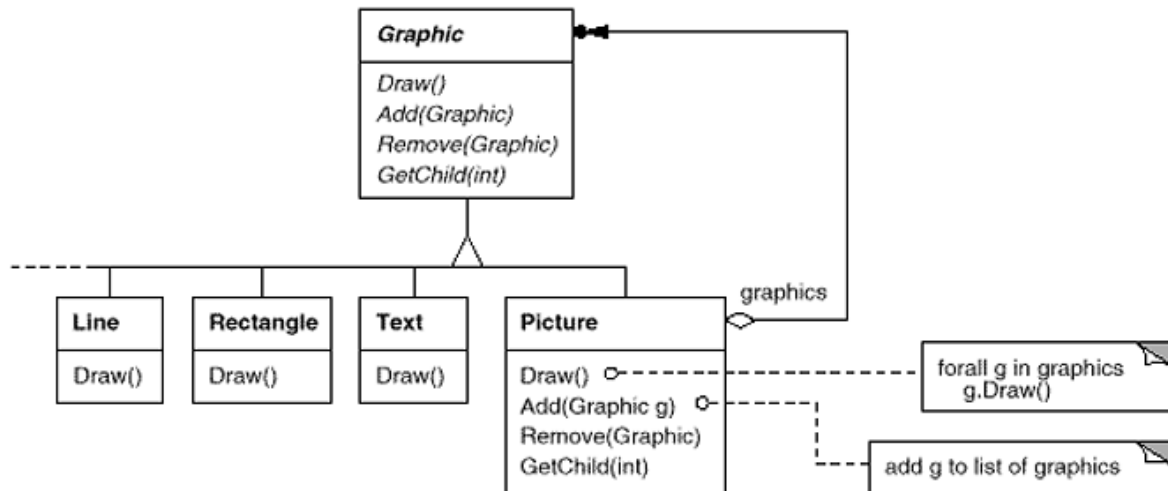 Graphic
Draw()
Add(Graphic)
Remove(Graphic)
GetChild(int)
graphics
Line
Draw()
Rectangle
Draw()
Text
Draw()
Picture
Draw()
Add(Graphic g)
Remove(Graphic)
GetChild(int)
forall g in graphics
g.Draw()
add g to list of graphics